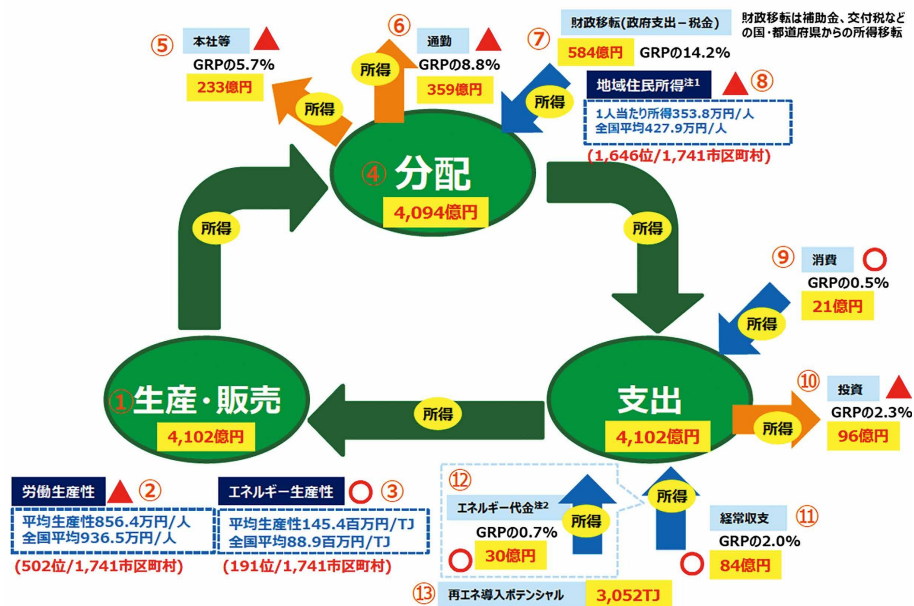 ⑤ 本社等 ▲
GRPの5.7%
233億円
⑥ 通勤 ▲
GRPの8.8%
359億円
⑦ 財政移転(政府支出－税金)
584億円 GRPの14.2%
財政移転は補助金、交付税など
の国・都道府県からの所得移転
地域住民所得注1 ▲ ⑧
1人当たり所得353.8万円/人
全国平均427.9万円/人
(1,646位/1,741市区町村)
所得
所得
所得
④ 分配
4,094億円
所得
所得
⑨ 消費 ○
GRPの0.5%
21億円
所得
① 生産・販売
4,102億円
所得
支出
4,102億円
⑩ 投資 ▲
GRPの2.3%
96億円
所得
労働生産性 ▲ ②
平均生産性856.4万円/人
全国平均936.5万円/人
(502位/1,741市区町村)
エネルギー生産性 ○ ③
平均生産性145.4百万円/TJ
全国平均88.9百万円/TJ
(191位/1,741市区町村)
⑫
エネルギー代金注2
GRPの0.7%
○ 30億円
所得
所得
経常収支 ⑪
GRPの2.0%
○ 84億円
⑬ 再エネ導入ポテンシャル 3,052TJ